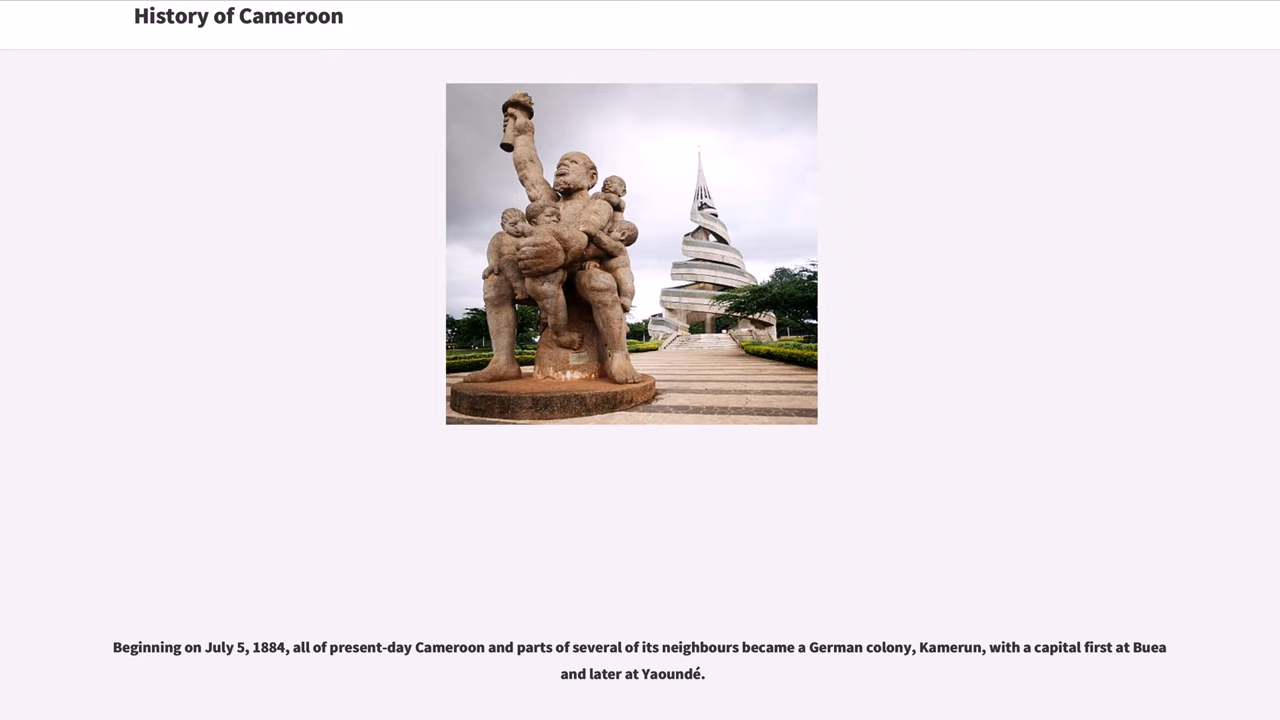 History of Cameroon
Beginning on July 5, 1884, all of present-day Cameroon and parts of several of its neighbours became a German colony, Kamerun, with a capital first at Buea
and later at Yaoundé.